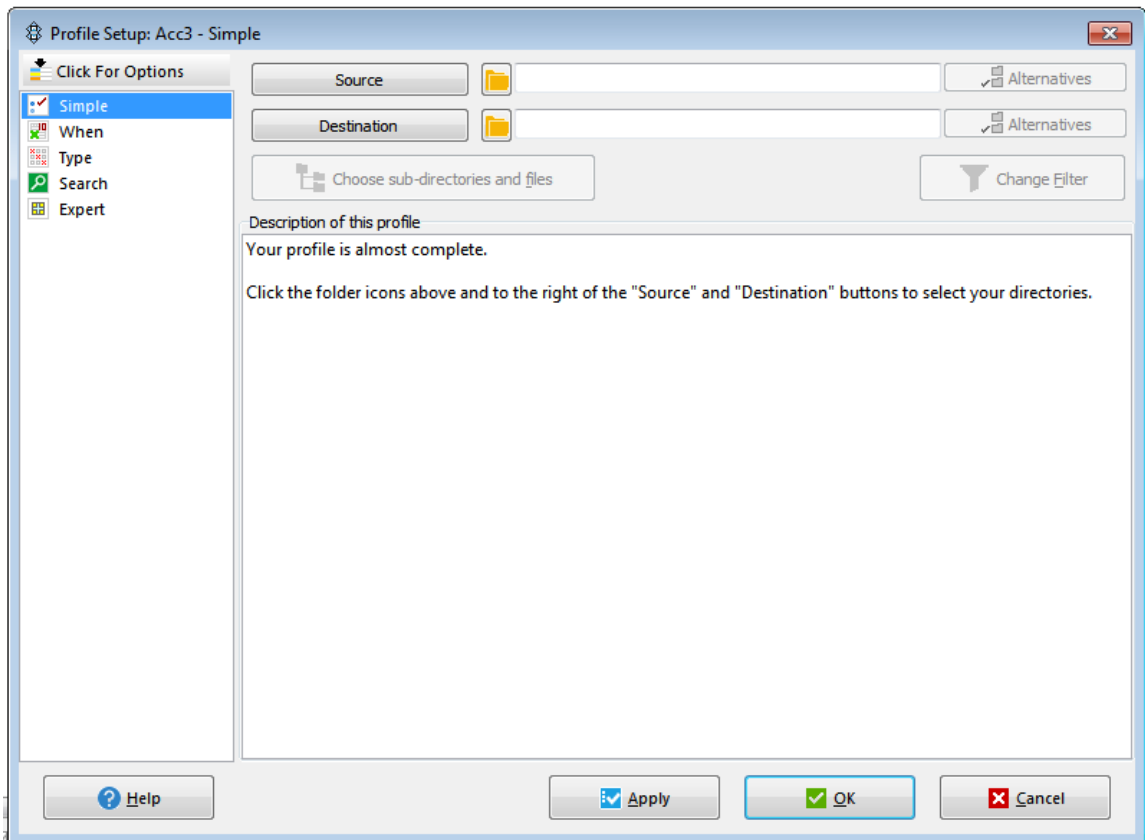 Profile Setup: Acc3 - Simple
Click For Options
Simple
When
Type
Search
Expert
Source
Alternatives
Destination
Alternatives
Choose sub-directories and files
Change Filter
Description of this profile
Your profile is almost complete.
Click the folder icons above and to the right of the "Source" and "Destination" buttons to select your directories.
Help
Apply
OK
Cancel